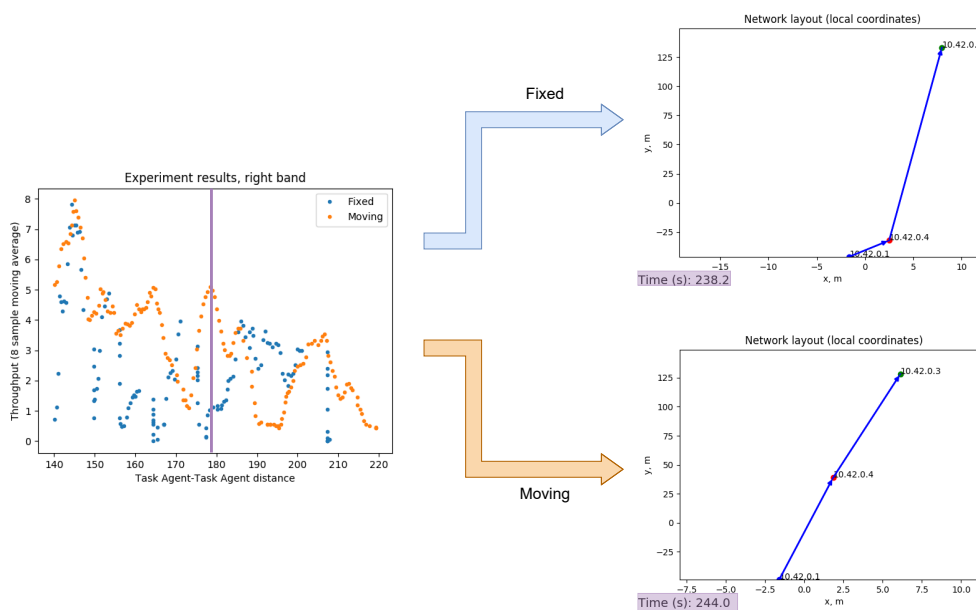 Experiment results, right band
Throughput (8 sample moving average)
8
7
6
5
4
3
2
1
0
140 150 160 170 180 190 200 210 220
Task Agent-Task Agent distance
Fixed
Moving
Fixed
Moving
Network layout (local coordinates)
y, m
125
100
75
50
25
0
−25
10.42.0.
10.42.0.4
10.42.0.1
−15 −10 −5 0 5 10
x, m
Time (s): 238.2
Network layout (local coordinates)
y, m
125
100
75
50
25
0
−25
10.42.0.3
10.42.0.4
10.42.0.1
−7.5 −5.0 −2.5 0.0 2.5 5.0 7.5 10.0
x, m
Time (s): 244.0